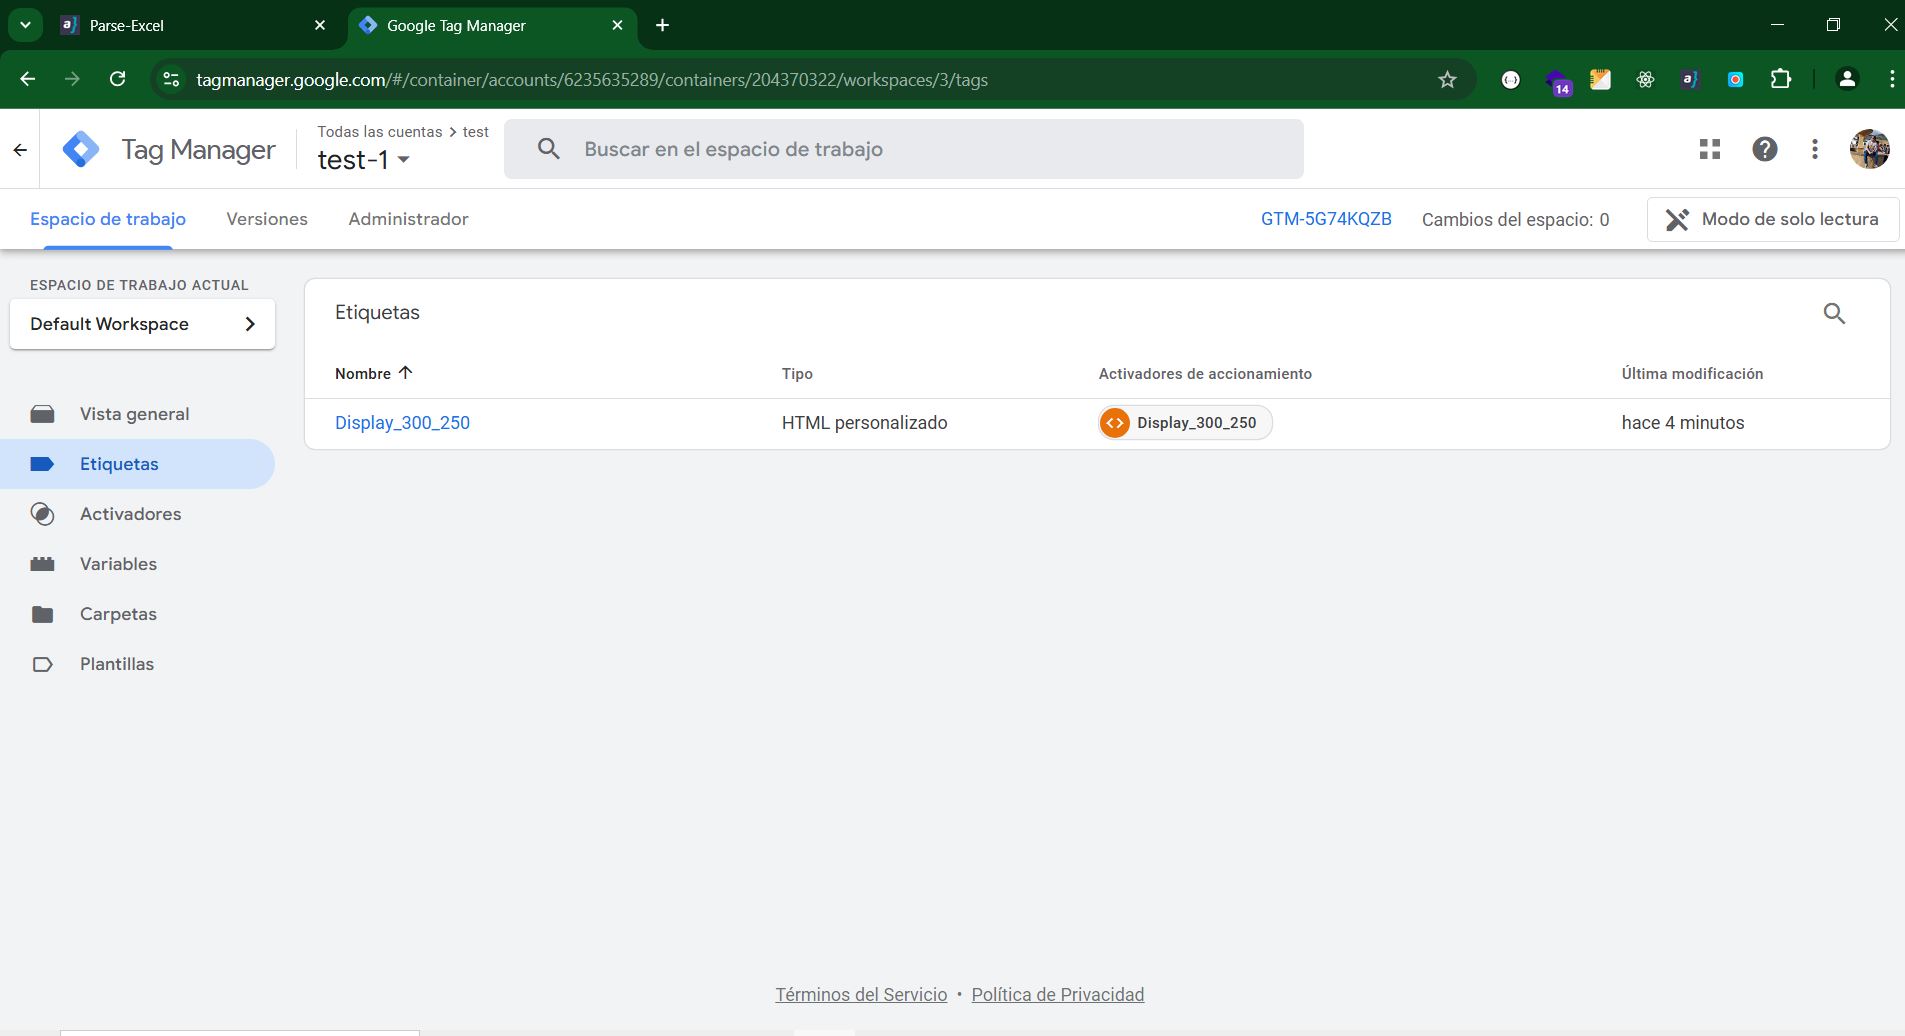 Parse-Excel
Google Tag Manager
tagmanager.google.com/#/container/accounts/6235635289/containers/204370322/workspaces/3/tags
14
Tag Manager
Todas las cuentas > test
test-1
Buscar en el espacio de trabajo
Espacio de trabajo
Versiones
Administrador
GTM-5G74KQZB
Cambios del espacio: 0
Modo de solo lectura
ESPACIO DE TRABAJO ACTUAL
Default Workspace
Vista general
Etiquetas
Activadores
Variables
Carpetas
Plantillas
Etiquetas
Nombre Tipo Activadores de accionamiento Última modificación
Display_300_250 HTML personalizado Display_300_250 hace 4 minutos
Términos del Servicio • Política de Privacidad